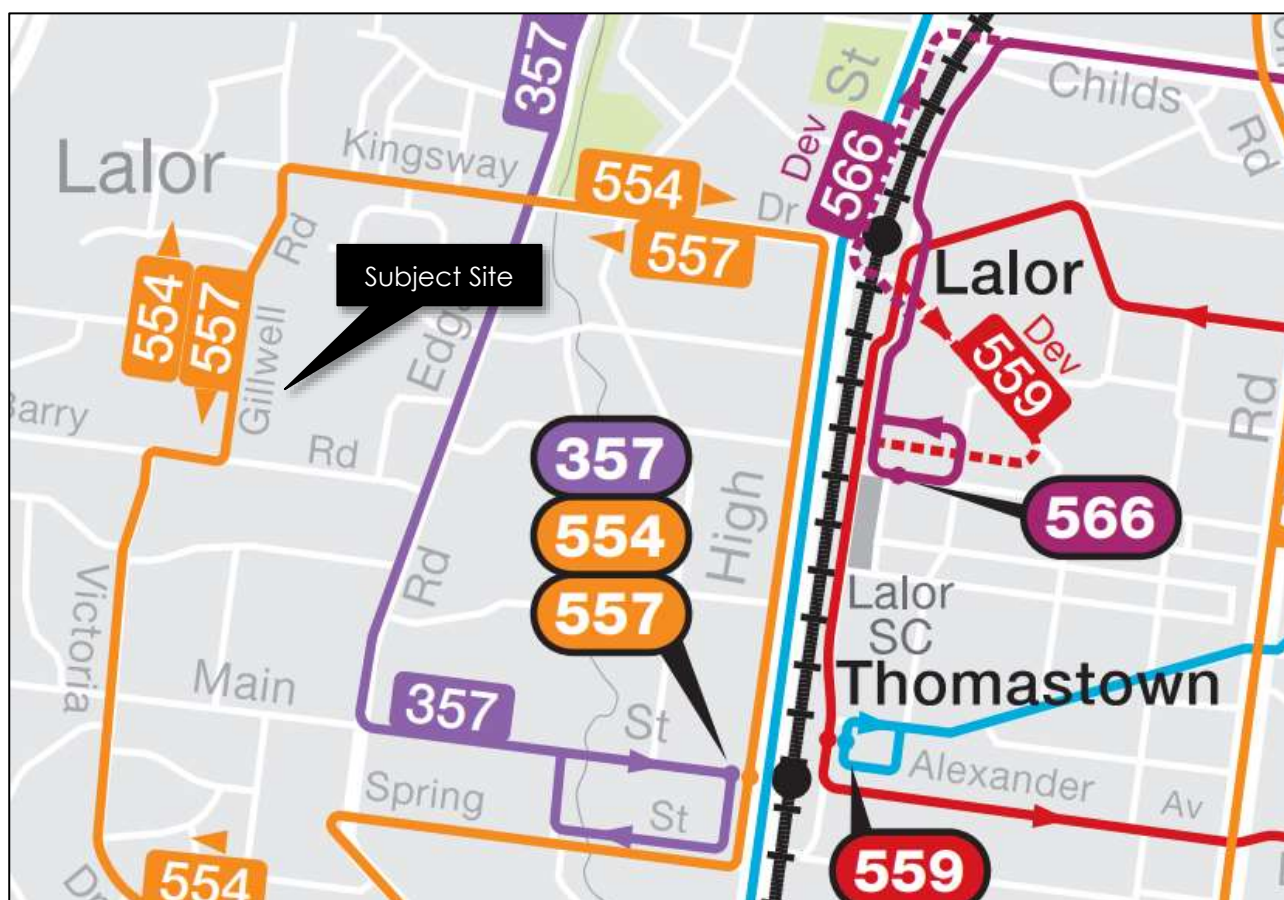 357
St
Childs
Rd
Kingsway
Lalor
Dev
566
554
Dr
557
Rd
Subject Site
Lalor
554
557
Gillwell
Dev
559
Rd
Barry
Rd
357
554
557
High
566
Rd
Victoria
Lalor
SC
Main
Thomastown
357
St
Spring
St
Alexander
Av
554
Dr
559